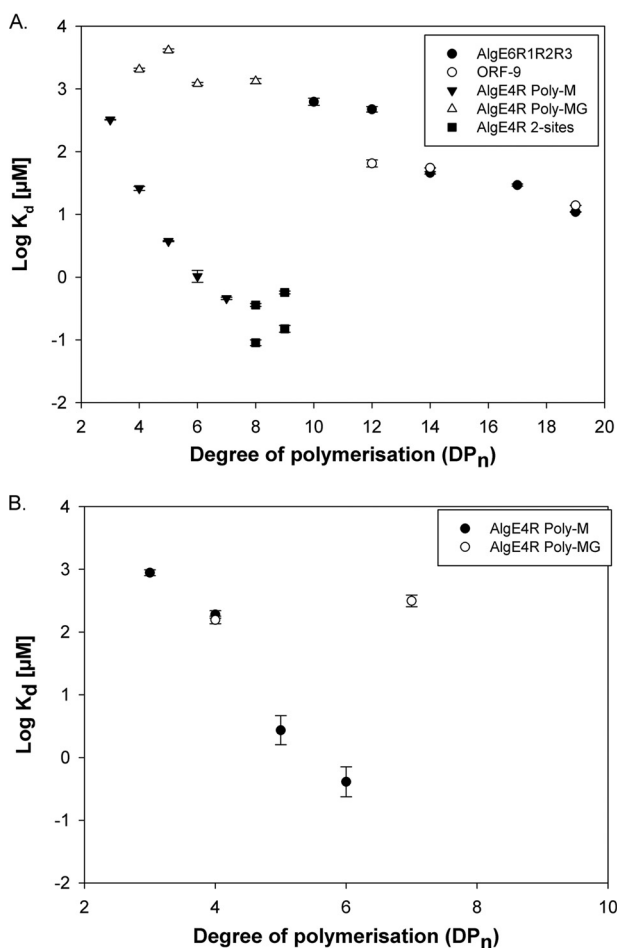 A.
AlgE6R1R2R3
ORF-9
AlgE4R Poly-M
AlgE4R Poly-MG
AlgE4R 2-sites
Log Kd [µM]
4
3
2
1
0
-1
-2
4 6 8 10 12 14 16 18 20
Degree of polymerisation (DPn)
B.
AlgE4R Poly-M
AlgE4R Poly-MG
Log Kd [µM]
4
3
2
1
0
-1
-2
2 4 6 8 10
Degree of polymerisation (DPn)